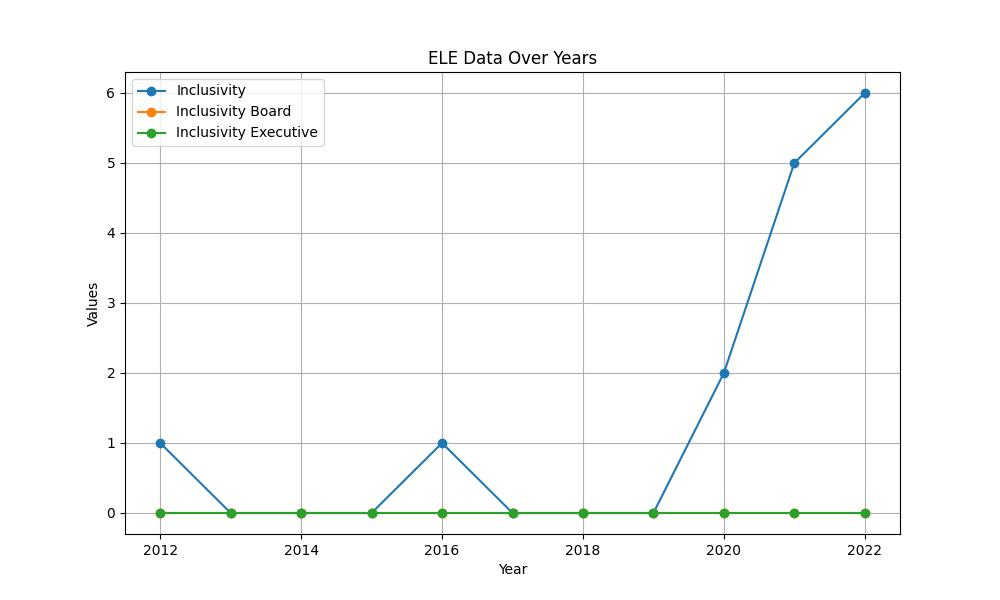 ELE Data Over Years
Inclusivity
Inclusivity Board
Inclusivity Executive
6
5
4
3
2
1
0
Values
2012 2014 2016 2018 2020 2022
Year